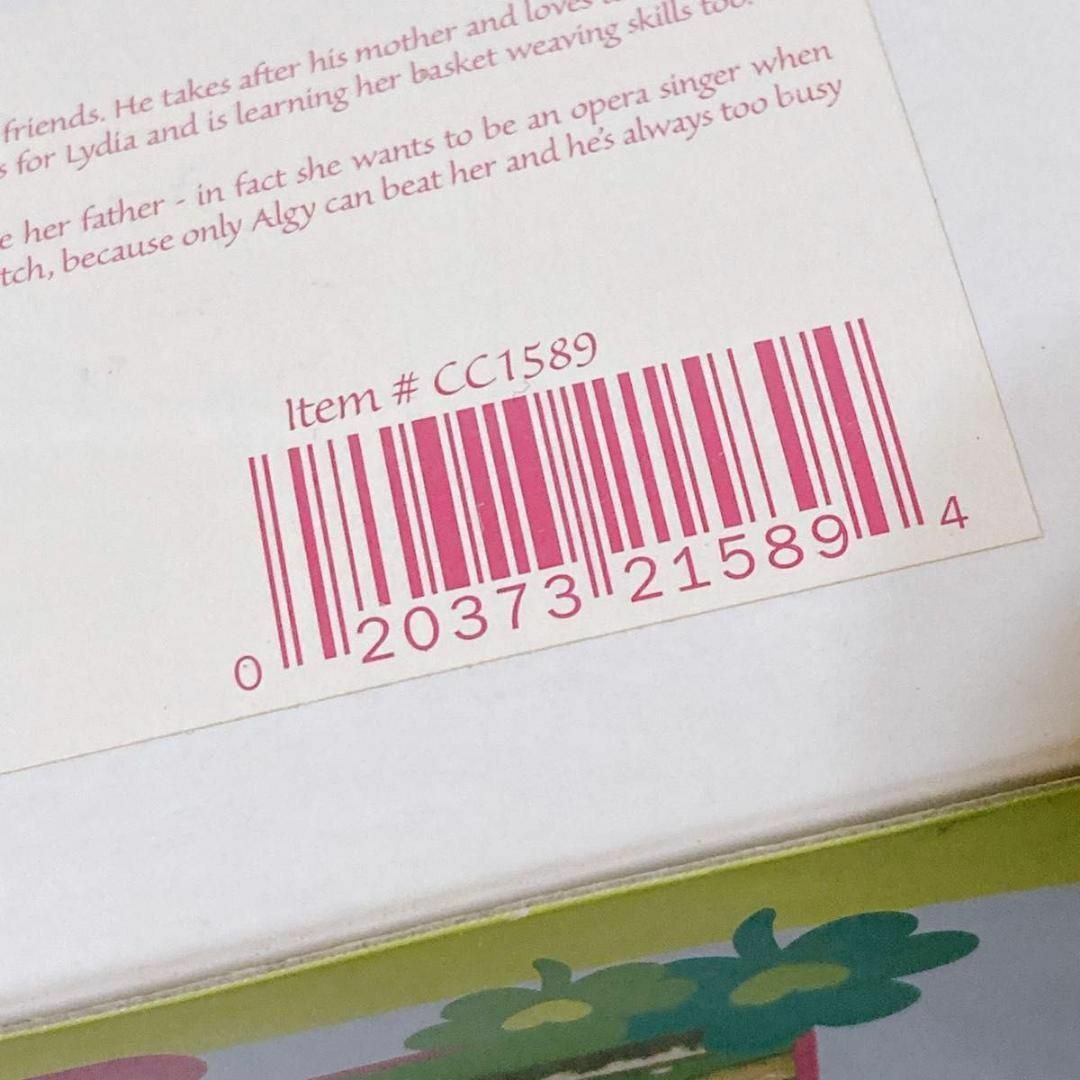 friends. He takes after his mother and loves
s for Lydia and is learning her basket weaving skills too.
e her father - in fact she wants to be an opera singer when
tch, because only Algy can beat her and he's always too busy
Item # CC1589
0 20373 21589 4